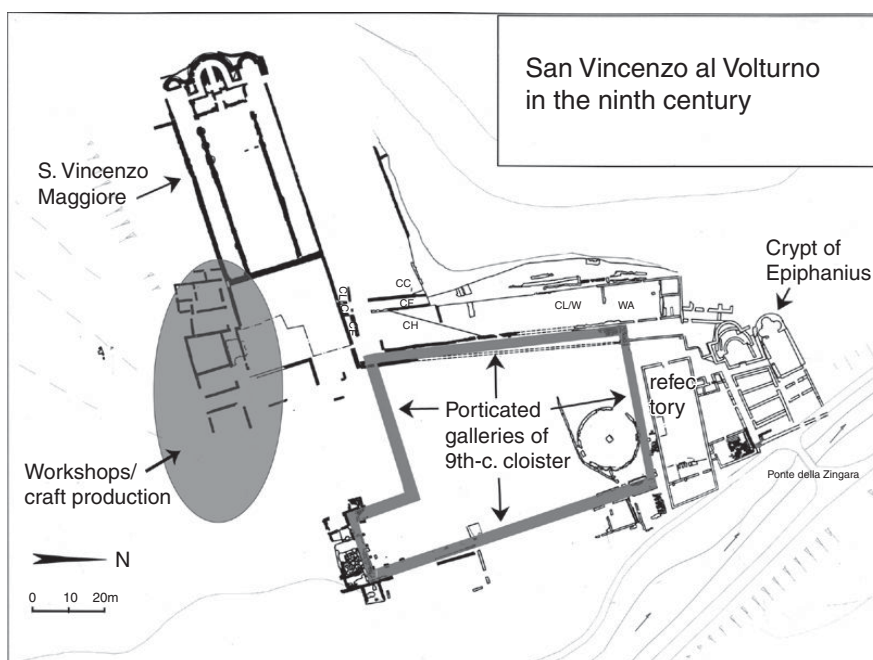 San Vincenzo al Volturno
in the ninth century
S. Vincenzo
Maggiore
Crypt of
Epiphanius
CC
CF
CH
CL/W
WA
refec
tory
Porticated
galleries of
9th-c. cloister
Workshops/
craft production
Ponte della Zingara
N
0 10 20m